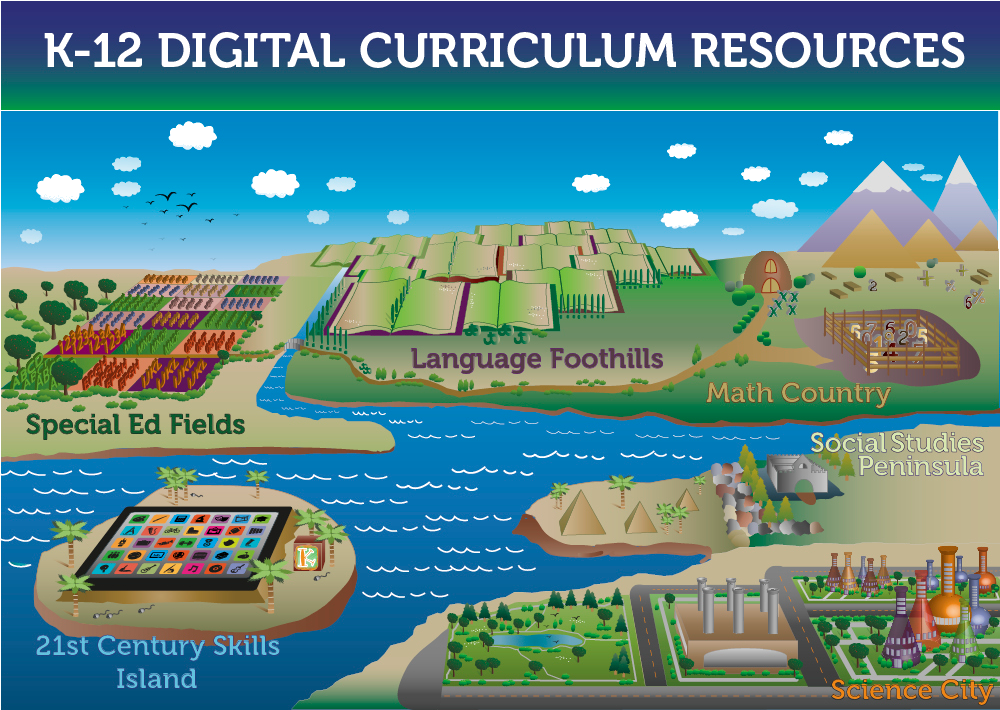 K-12 DIGITAL CURRICULUM RESOURCES
Language Foothills
Math Country
Special Ed Fields
Social Studies
Peninsula
K
21st Century Skills
Island
Science City